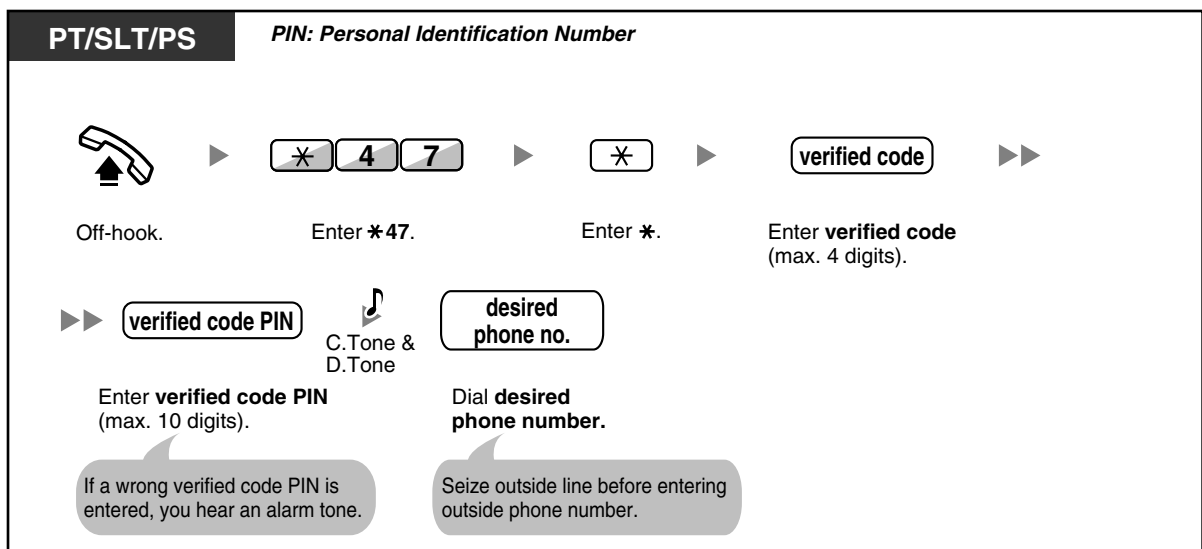 PT/SLT/PS
PIN: Personal Identification Number
* 4 7
*
verified code
Off-hook.
Enter *47.
Enter *.
Enter verified code
(max. 4 digits).
verified code PIN
C.Tone &
D.Tone
desired
phone no.
Enter verified code PIN
(max. 10 digits).
Dial desired
phone number.
If a wrong verified code PIN is
entered, you hear an alarm tone.
Seize outside line before entering
outside phone number.